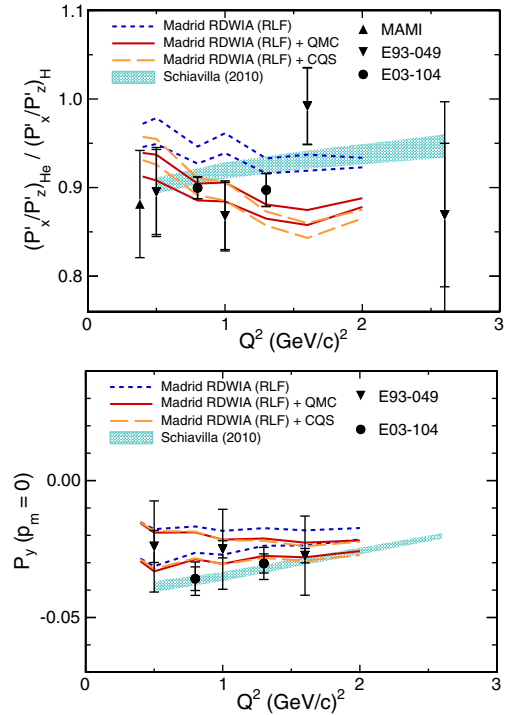 1.1
1.0
0.9
0.8
(P'x/P'z)He / (P'x/P'z)H
Madrid RDWIA (RLF)
Madrid RDWIA (RLF) + QMC
Madrid RDWIA (RLF) + CQS
Schiavilla (2010)
MAMI
E93-049
E03-104
0 1 2 3
Q² (GeV/c)²
Madrid RDWIA (RLF)
Madrid RDWIA (RLF) + QMC
Madrid RDWIA (RLF) + CQS
Schiavilla (2010)
E93-049
E03-104
0.00
-0.05
Py (pm = 0)
0 1 2 3
Q² (GeV/c)²